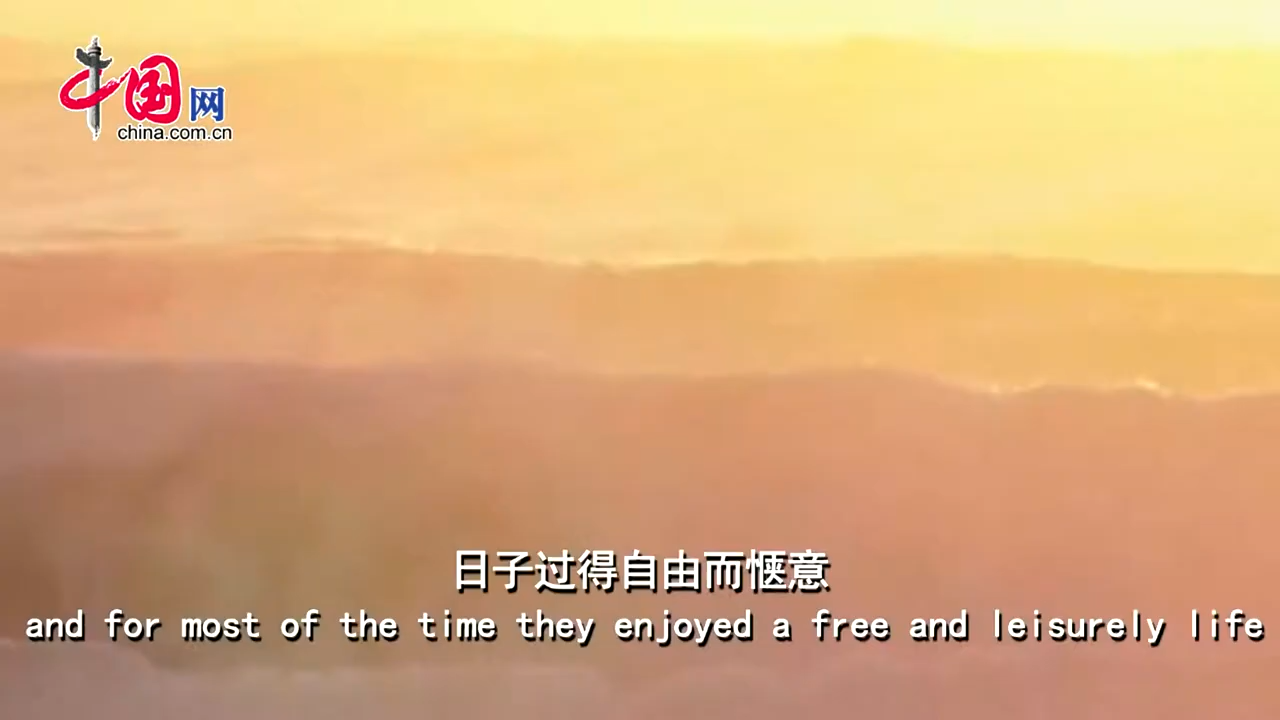 中国网
china.com.cn
日子过得自由而惬意
and for most of the time they enjoyed a free and leisurely life